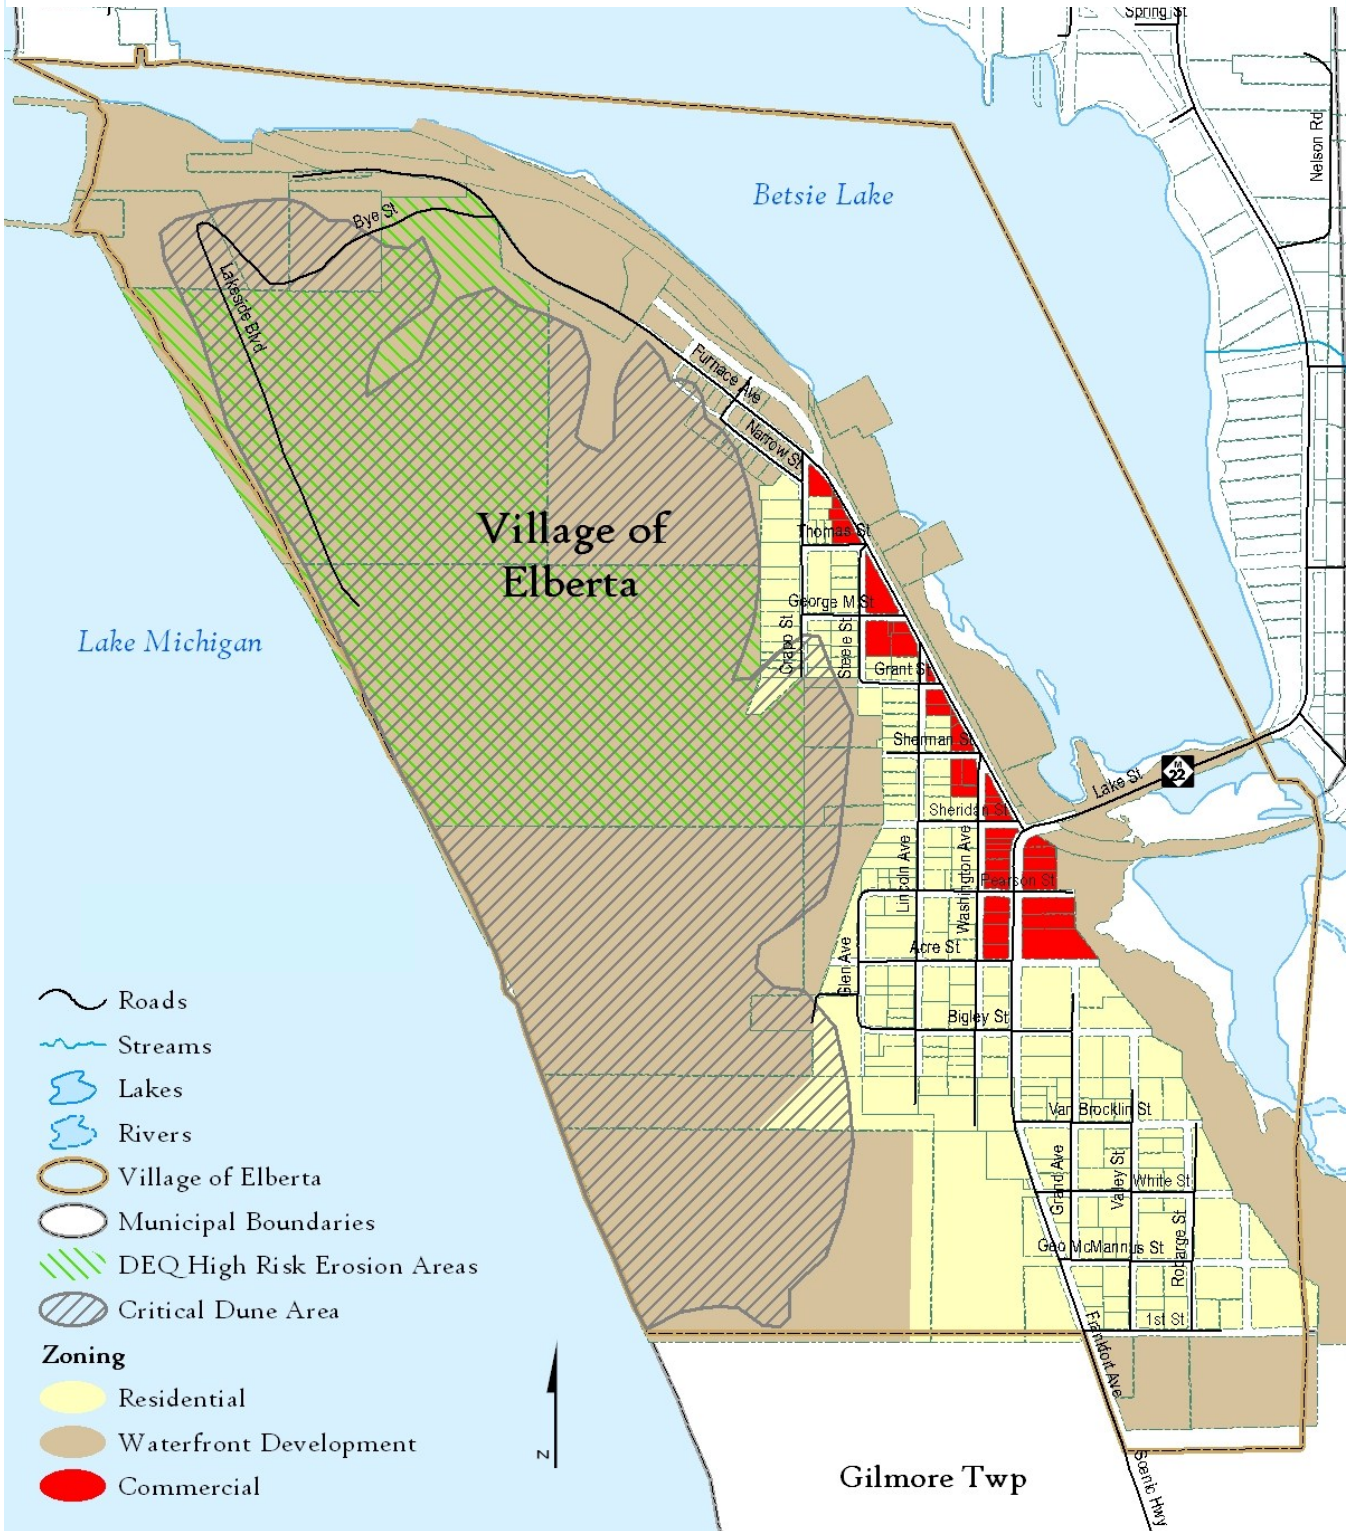 Spring St
Nelson Rd
Betsie Lake
Bye St
Lakeside Blvd
Furnace Ave
Narrow St
Village of
Elberta
Thomas St
George M St
Crapo St
Steele St
Grant St
Lake Michigan
Sherman St
Lake St
M
22
Sheridan St
Lincoln Ave
Washington Ave
Pearson St
Acre St
Glen Ave
Bigley St
Van Brocklin St
Grand Ave
Valley St
White St
Geo McMannus St
Robarge St
1st St
Frankfort Ave
Scenic Hwy
Gilmore Twp
Roads
Streams
Lakes
Rivers
Village of Elberta
Municipal Boundaries
DEQ High Risk Erosion Areas
Critical Dune Area
Zoning
Residential
Waterfront Development
Commercial
N